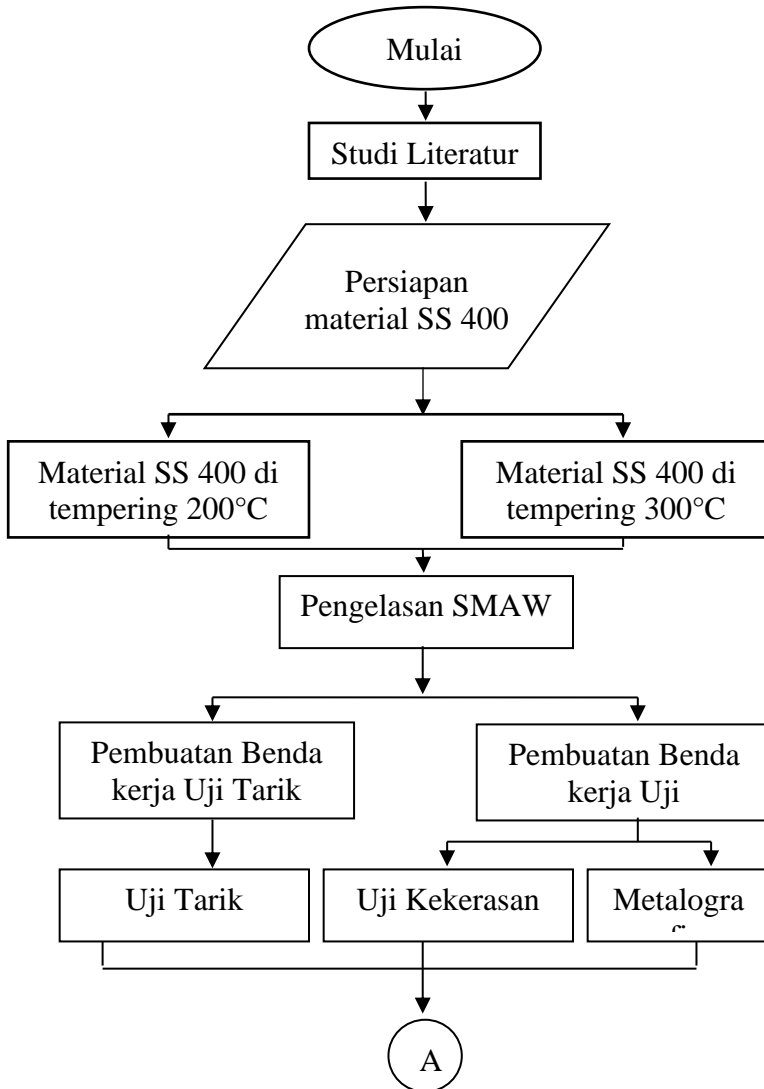 Mulai
Studi Literatur
Persiapan
material SS 400
Material SS 400 di
tempering 200°C
Material SS 400 di
tempering 300°C
Pengelasan SMAW
Pembuatan Benda
kerja Uji Tarik
Pembuatan Benda
kerja Uji
Uji Tarik
Uji Kekerasan
Metalogra
A